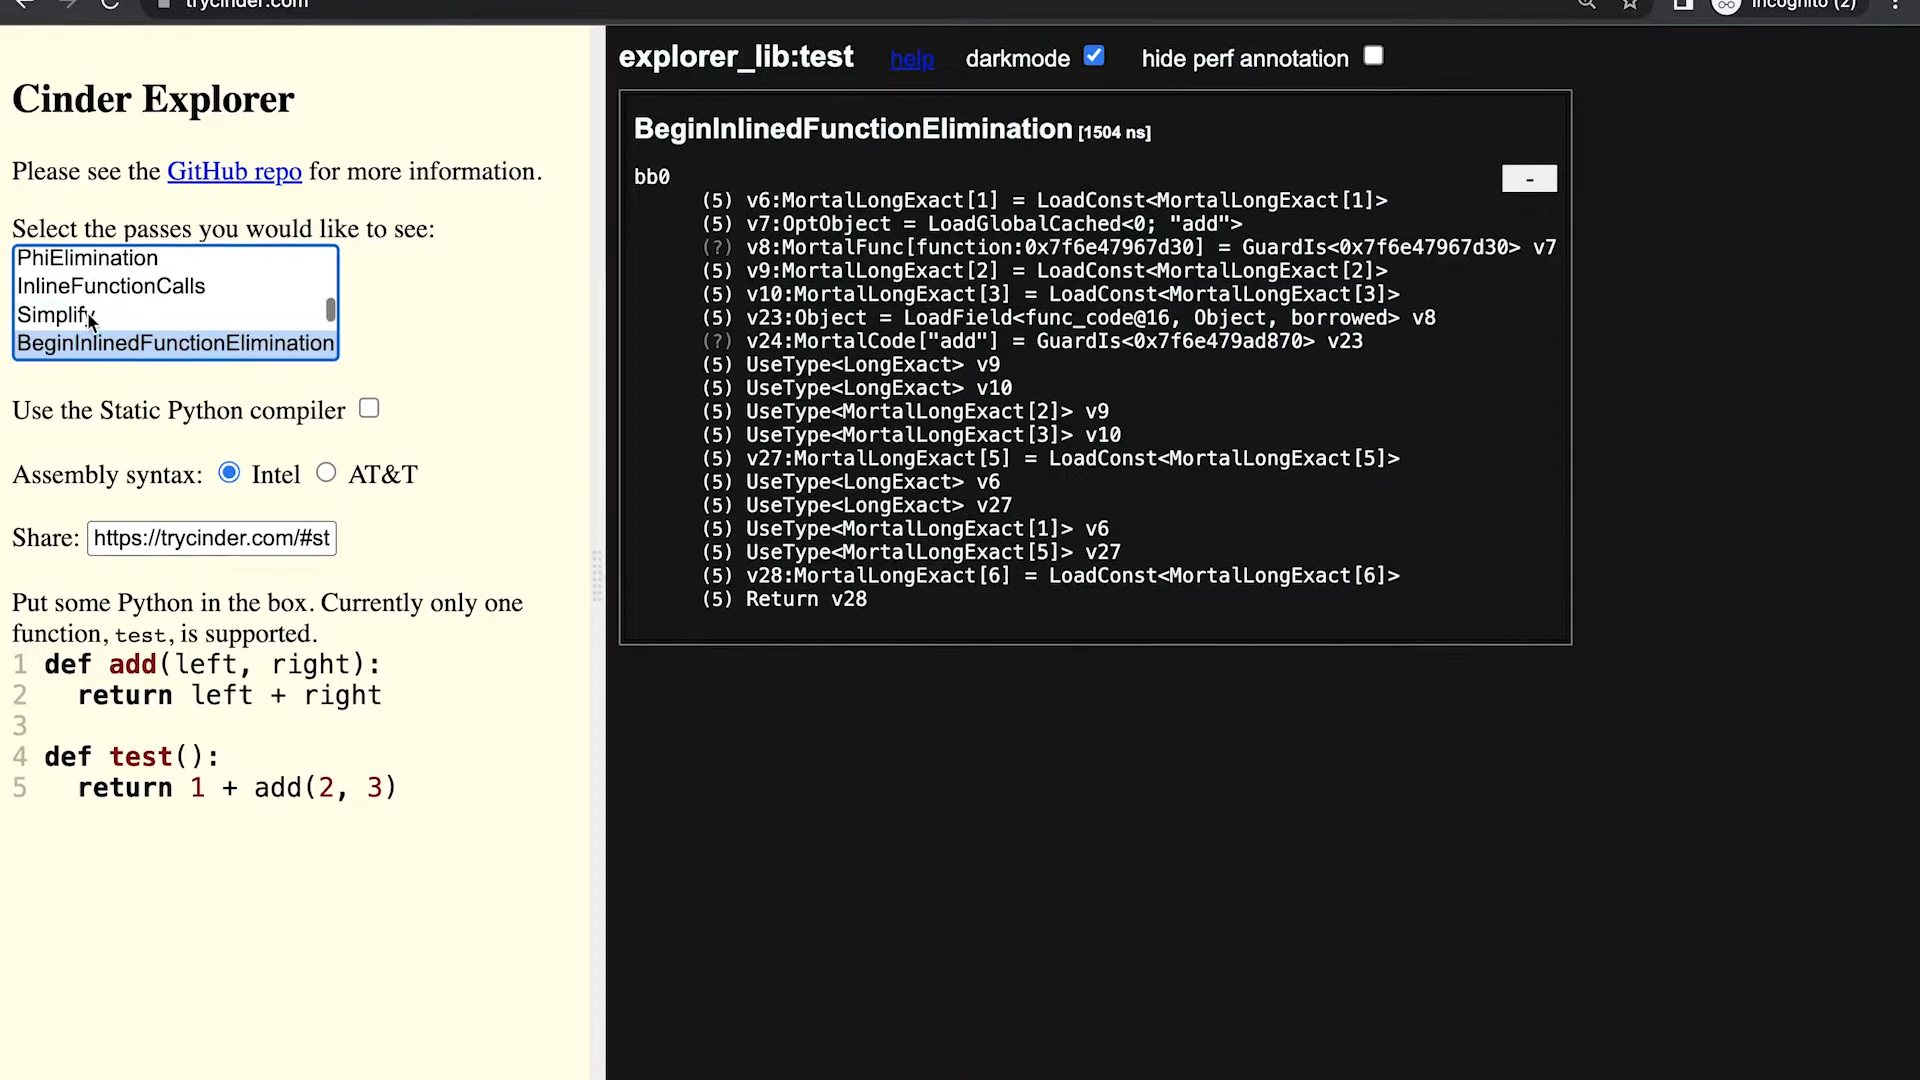 trycinder.com
Incognito (2)
Cinder Explorer
Please see the GitHub repo for more information.
Select the passes you would like to see:
PhiElimination
InlineFunctionCalls
Simplify
BeginInlinedFunctionElimination
Use the Static Python compiler
Assembly syntax: Intel AT&T
Share: https://trycinder.com/#st
Put some Python in the box. Currently only one
function, test, is supported.
1 def add(left, right):
2 return left + right
3
4 def test():
5 return 1 + add(2, 3)
explorer_lib:test help darkmode hide perf annotation
BeginInlinedFunctionElimination [1504 ns]
bb0 -
(5) v6:MortalLongExact[1] = LoadConst<MortalLongExact[1]>
(5) v7:OptObject = LoadGlobalCached<0; "add">
(?) v8:MortalFunc[function:0x7f6e47967d30] = GuardIs<0x7f6e47967d30> v7
(5) v9:MortalLongExact[2] = LoadConst<MortalLongExact[2]>
(5) v10:MortalLongExact[3] = LoadConst<MortalLongExact[3]>
(5) v23:Object = LoadField<func_code@16, Object, borrowed> v8
(?) v24:MortalCode["add"] = GuardIs<0x7f6e479ad870> v23
(5) UseType<LongExact> v9
(5) UseType<LongExact> v10
(5) UseType<MortalLongExact[2]> v9
(5) UseType<MortalLongExact[3]> v10
(5) v27:MortalLongExact[5] = LoadConst<MortalLongExact[5]>
(5) UseType<LongExact> v6
(5) UseType<LongExact> v27
(5) UseType<MortalLongExact[1]> v6
(5) UseType<MortalLongExact[5]> v27
(5) v28:MortalLongExact[6] = LoadConst<MortalLongExact[6]>
(5) Return v28